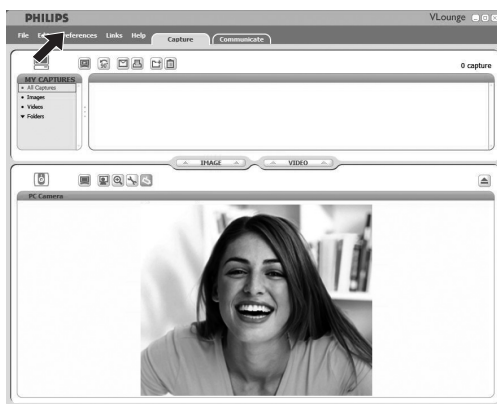 PHILIPS VLounge
File Links Help Capture Communicate
0 capture
MY CAPTURES
All Captures
Images
Videos
Folders
IMAGE VIDEO
PC Camera